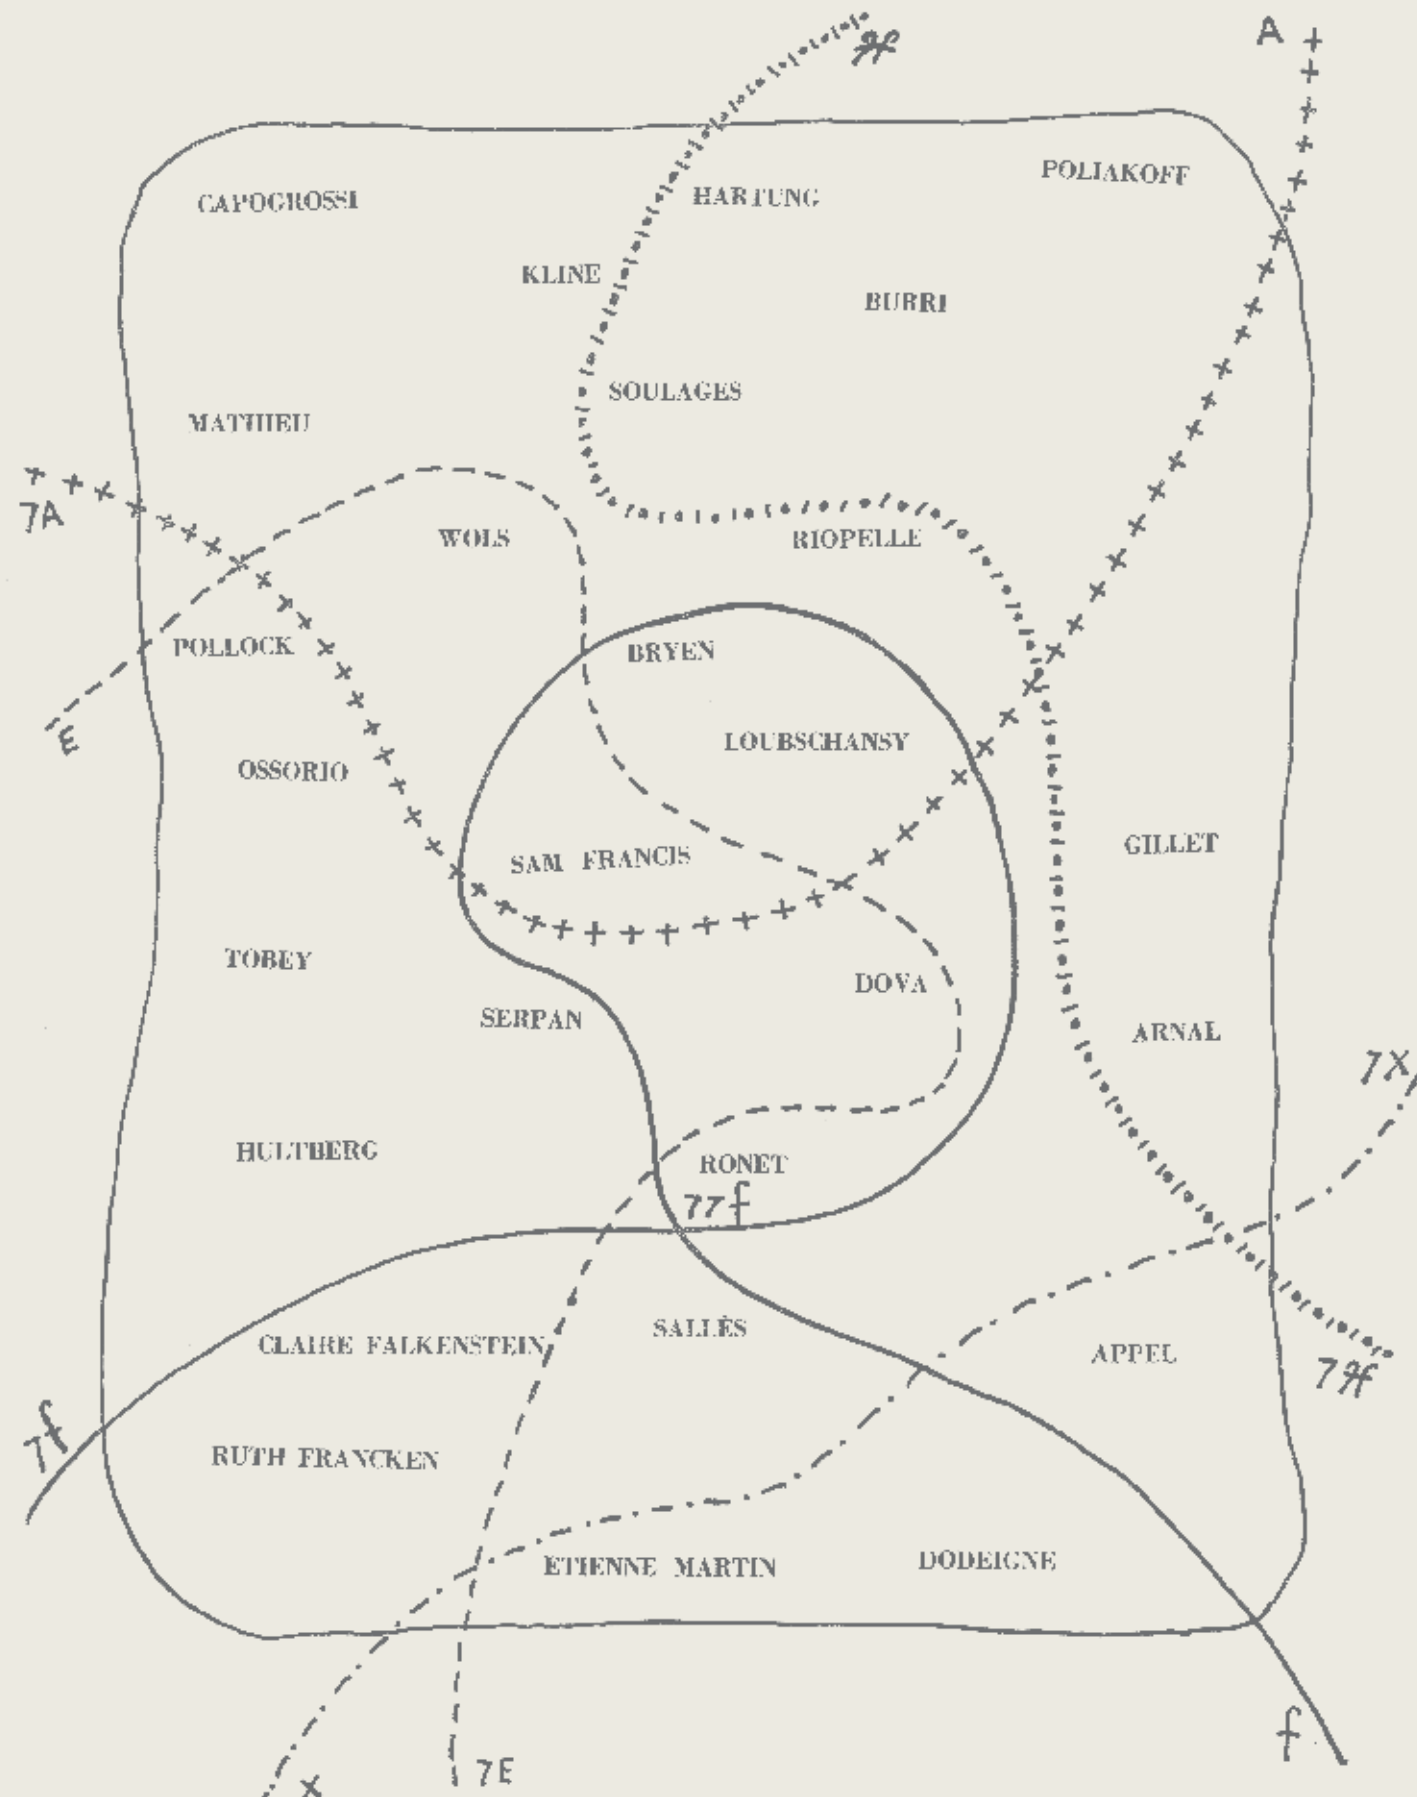 A
POLIAKOFF
CAPOGROSSI
HARTUNG
KLINE
BURRI
SOULAGES
MATHIEU
7A
WOLS
RIOPELLE
POLLOCK
BRYEN
E
LOUBSCHANSY
OSSORIO
GILLET
SAM FRANCIS
TOBEY
DOVA
SERPAN
ARNAL
7X
HULTBERG
RONET
77f
SALLÈS
CLAIRE FALKENSTEIN
APPEL
7f
RUTH FRANCKEN
ETIENNE MARTIN
DODEIGNE
f
7E
X